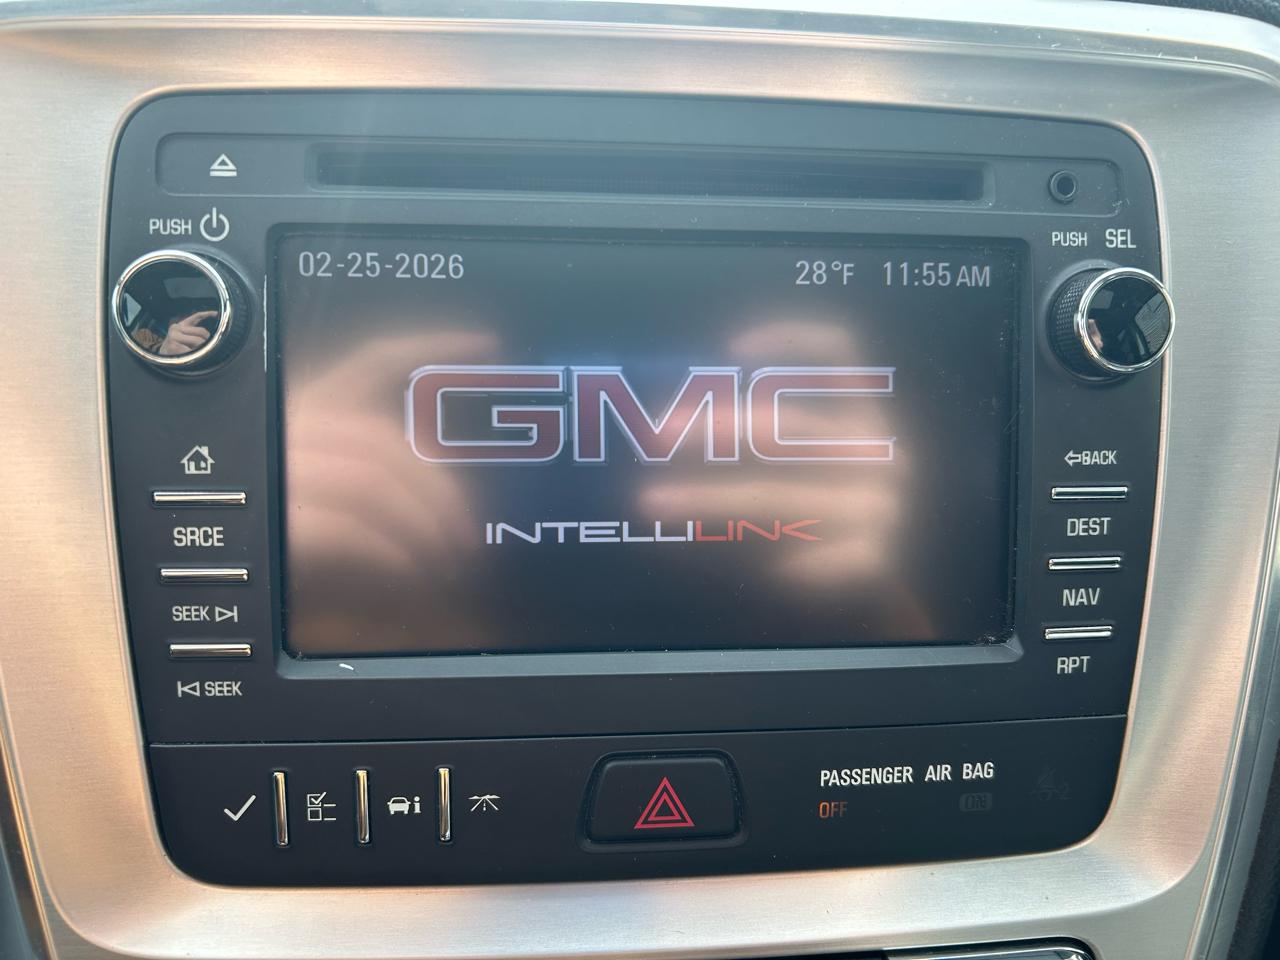 PUSH
PUSH SEL
02-25-2026
28°F 11:55 AM
GMC
INTELLILINK
SRCE
SEEK
SEEK
BACK
DEST
NAV
RPT
PASSENGER AIR BAG
OFF
ON